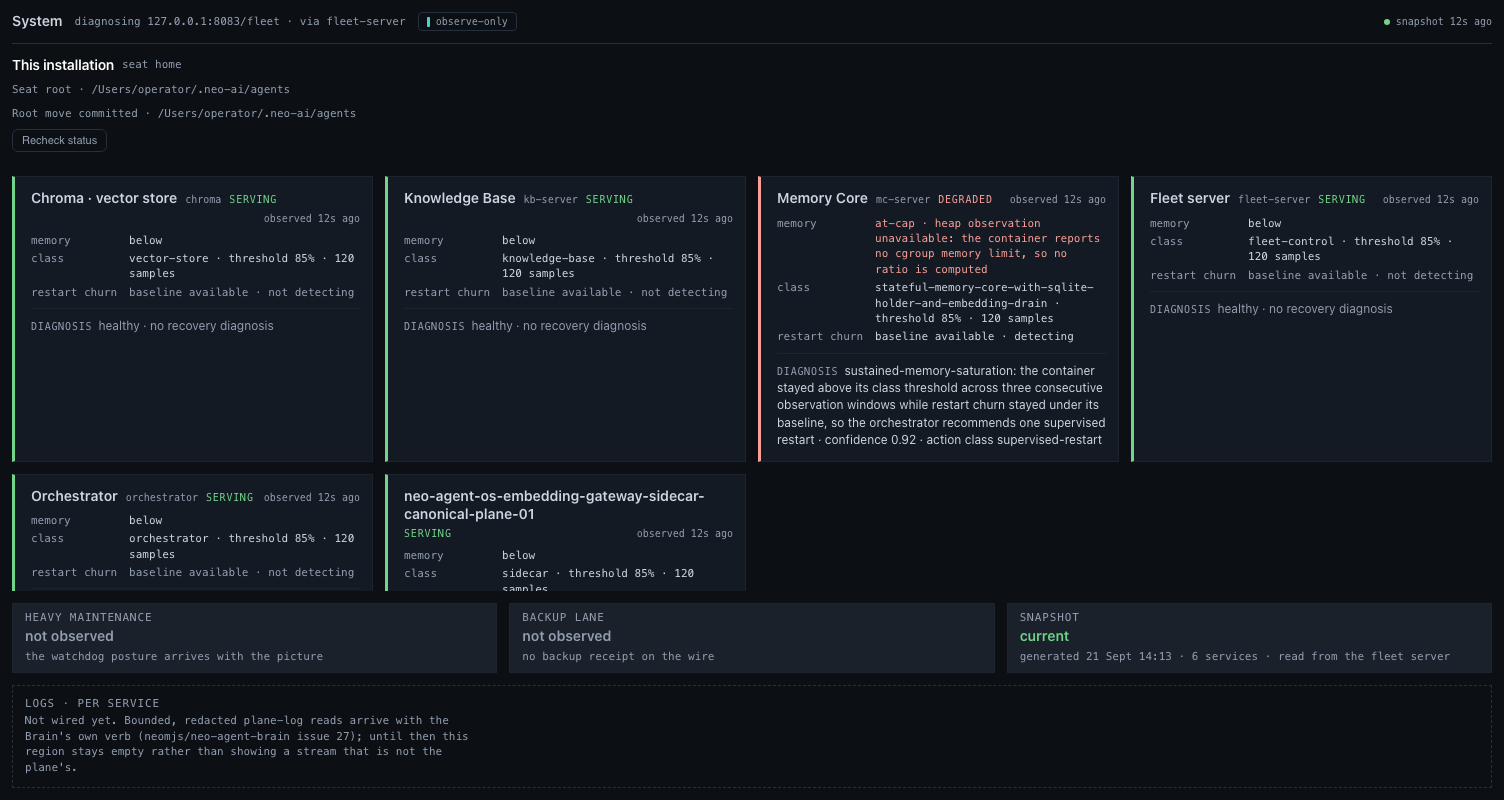 System diagnosing 127.0.0.1:8083/fleet · via fleet-server observe-only snapshot 12s ago
This installation seat home
Seat root · /Users/operator/.neo-ai/agents
Root move committed · /Users/operator/.neo-ai/agents
Recheck status
Chroma · vector store chroma SERVING
observed 12s ago
memory below
class vector-store · threshold 85% · 120
samples
restart churn baseline available · not detecting
DIAGNOSIS healthy · no recovery diagnosis
Knowledge Base kb-server SERVING
observed 12s ago
memory below
class knowledge-base · threshold 85% ·
120 samples
restart churn baseline available · not detecting
DIAGNOSIS healthy · no recovery diagnosis
Memory Core mc-server DEGRADED observed 12s ago
memory at-cap · heap observation
unavailable: the container reports
no cgroup memory limit, so no
ratio is computed
class stateful-memory-core-with-sqlite-
holder-and-embedding-drain ·
threshold 85% · 120 samples
restart churn baseline available · detecting
DIAGNOSIS sustained-memory-saturation: the container
stayed above its class threshold across three consecutive
observation windows while restart churn stayed under its
baseline, so the orchestrator recommends one supervised
restart · confidence 0.92 · action class supervised-restart
Fleet server fleet-server SERVING observed 12s ago
memory below
class fleet-control · threshold 85% ·
120 samples
restart churn baseline available · not detecting
DIAGNOSIS healthy · no recovery diagnosis
Orchestrator orchestrator SERVING observed 12s ago
memory below
class orchestrator · threshold 85% · 120
samples
restart churn baseline available · not detecting
neo-agent-os-embedding-gateway-sidecar-
canonical-plane-01
SERVING observed 12s ago
memory below
class sidecar · threshold 85% · 120
samples
HEAVY MAINTENANCE
not observed
the watchdog posture arrives with the picture
BACKUP LANE
not observed
no backup receipt on the wire
SNAPSHOT
current
generated 21 Sept 14:13 · 6 services · read from the fleet server
LOGS · PER SERVICE
Not wired yet. Bounded, redacted plane-log reads arrive with the
Brain's own verb (neomjs/neo-agent-brain issue 27); until then this
region stays empty rather than showing a stream that is not the
plane's.